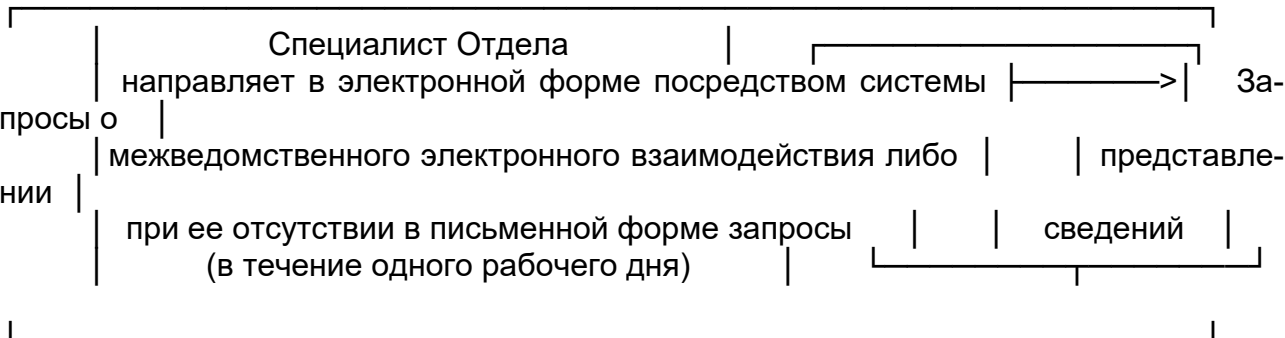 Специалист Отдела
направляет в электронной форме посредством системы За-
просы о
межведомственного электронного взаимодействия либо представле-
нии
при ее отсутствии в письменной форме запросы сведений
(в течение одного рабочего дня)